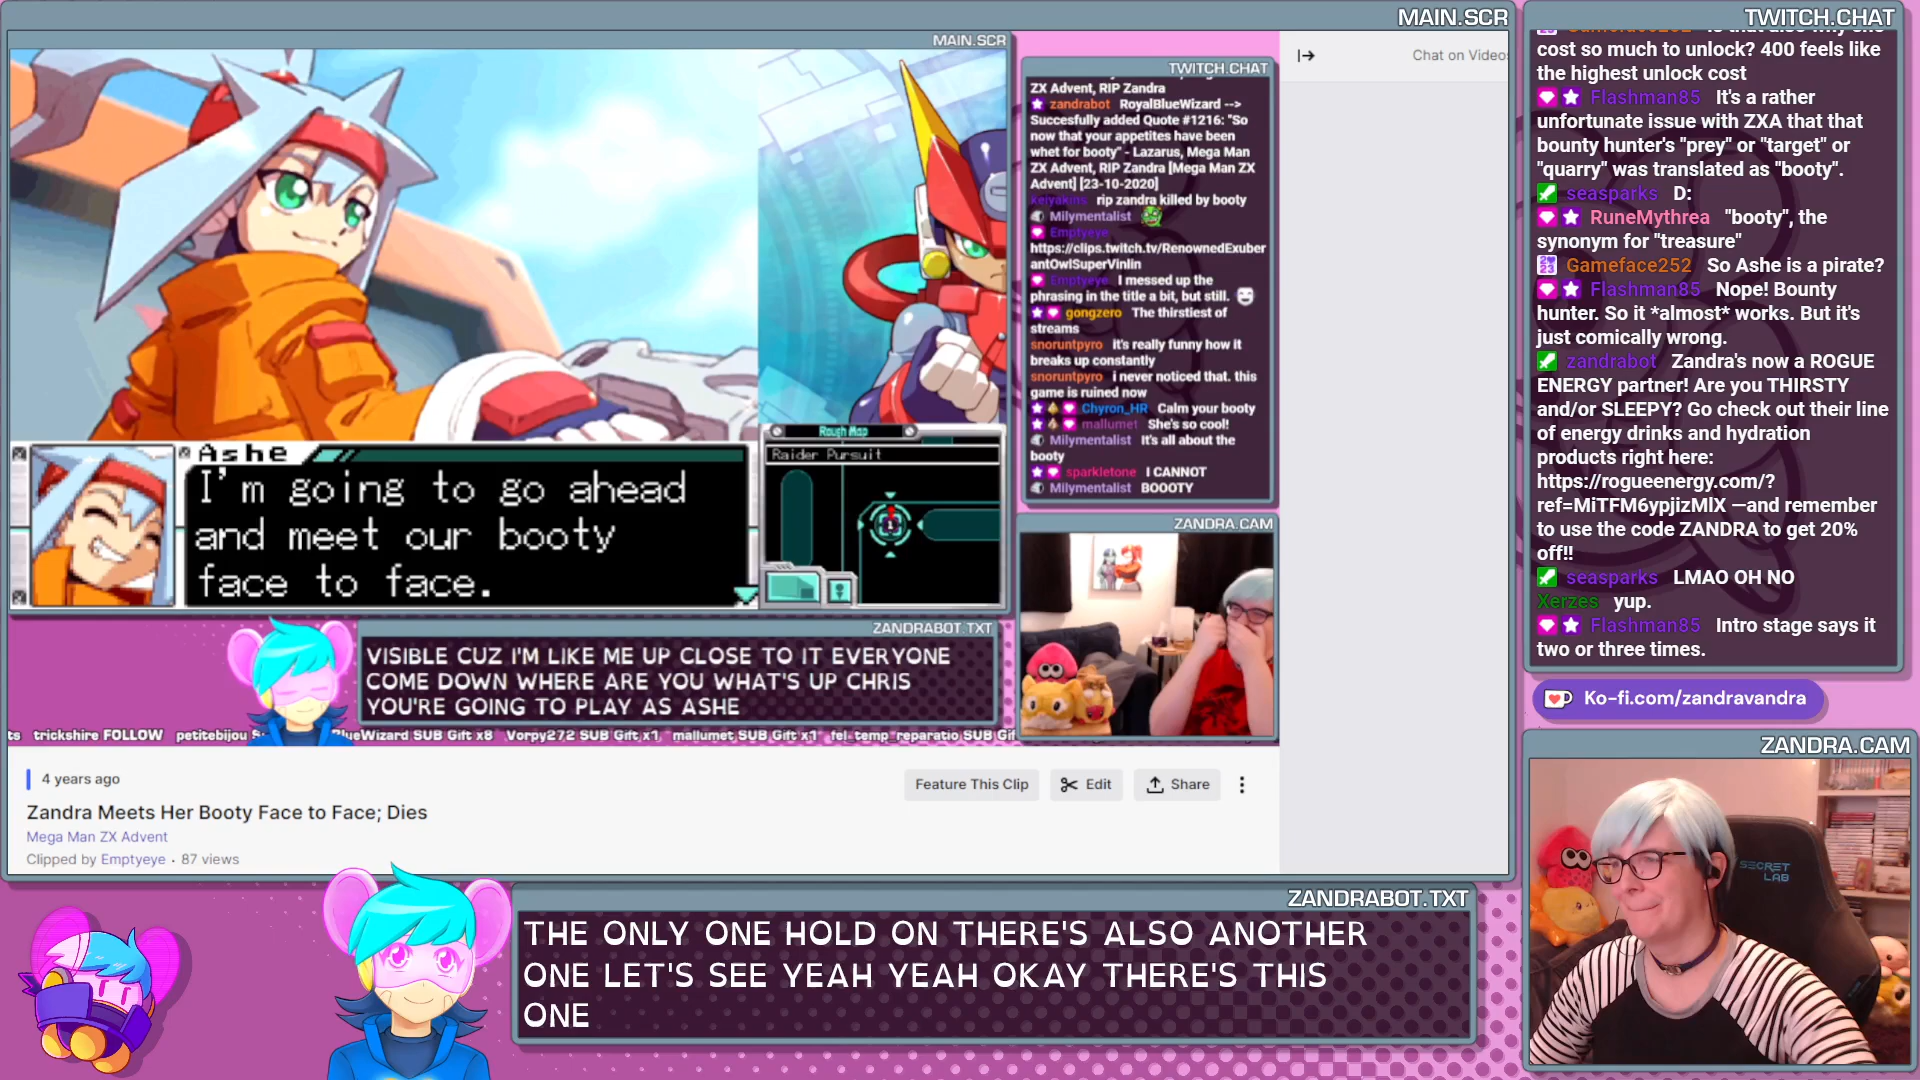 MAIN.SCR
MAIN.SCR
Ashe
I'm going to go ahead
and meet our booty
face to face.
Rough Map
Raider Pursuit
1
TWITCH.CHAT
ZX Advent, RIP Zandra
zandrabot RoyalBlueWizard -->
Succesfully added Quote #1216: "So
now that your appetites have been
whet for booty" - Lazarus, Mega Man
ZX Advent, RIP Zandra [Mega Man ZX
Advent] [23-10-2020]
keiyakins rip zandra killed by booty
Milymentalist
Emptyeye
https://clips.twitch.tv/RenownedExuber
antOwlSuperVinlin
Emptyeye I messed up the
phrasing in the title a bit, but still.
gongzero The thirstiest of
streams
snoruntpyro it's really funny how it
breaks up constantly
snoruntpyro i never noticed that. this
game is ruined now
Chyron_HR Calm your booty
mallumet She's so cool!
Milymentalist It's all about the
booty
sparkletone I CANNOT
Milymentalist BOOOTY
ZANDRA.CAM
ZANDRABOT.TXT
VISIBLE CUZ I'M LIKE ME UP CLOSE TO IT EVERYONE
COME DOWN WHERE ARE YOU WHAT'S UP CHRIS
YOU'RE GOING TO PLAY AS ASHE
ts trickshire FOLLOW petitebijou lueWizard SUB Gift x8 Vorpy272 SUB Gift x1 mallumet SUB Gift x1 fel_temp_reparatio SUB Gif
Chat on Videos
4 years ago
Feature This Clip
Edit
Share
Zandra Meets Her Booty Face to Face; Dies
Mega Man ZX Advent
Clipped by Emptyeye · 87 views
ZANDRABOT.TXT
THE ONLY ONE HOLD ON THERE'S ALSO ANOTHER
ONE LET'S SEE YEAH YEAH OKAY THERE'S THIS
ONE
TWITCH.CHAT
cost so much to unlock? 400 feels like
the highest unlock cost
Flashman85 It's a rather
unfortunate issue with ZXA that that
bounty hunter's "prey" or "target" or
"quarry" was translated as "booty".
seasparks D:
RuneMythrea "booty", the
synonym for "treasure"
Gameface252 So Ashe is a pirate?
Flashman85 Nope! Bounty
hunter. So it *almost* works. But it's
just comically wrong.
zandrabot Zandra's now a ROGUE
ENERGY partner! Are you THIRSTY
and/or SLEEPY? Go check out their line
of energy drinks and hydration
products right here:
https://rogueenergy.com/?
ref=MiTFM6ypjizMIX —and remember
to use the code ZANDRA to get 20%
off!!
seasparks LMAO OH NO
Xerzes yup.
Flashman85 Intro stage says it
two or three times.
Ko-fi.com/zandravandra
ZANDRA.CAM
SECRET
LAB